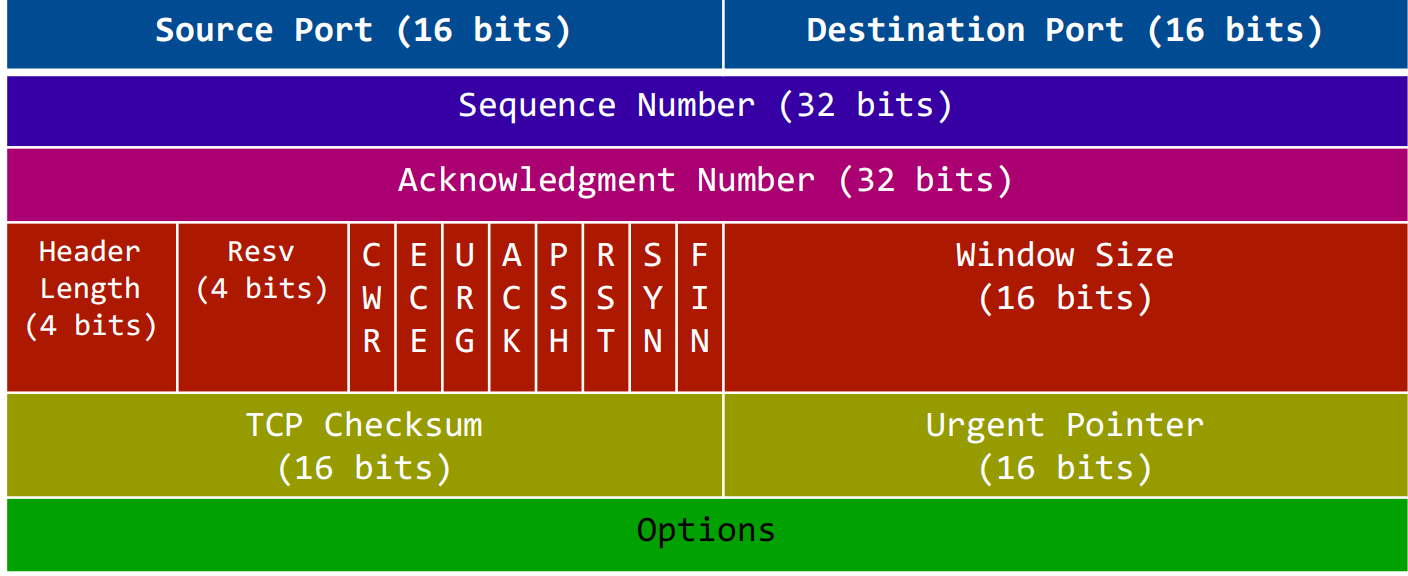 Source Port (16 bits)
Destination Port (16 bits)
Sequence Number (32 bits)
Acknowledgment Number (32 bits)
Header
Length
(4 bits)
Resv
(4 bits)
CWR
ECE
URG
ACK
PSH
RST
SYN
FIN
Window Size
(16 bits)
TCP Checksum
(16 bits)
Urgent Pointer
(16 bits)
Options